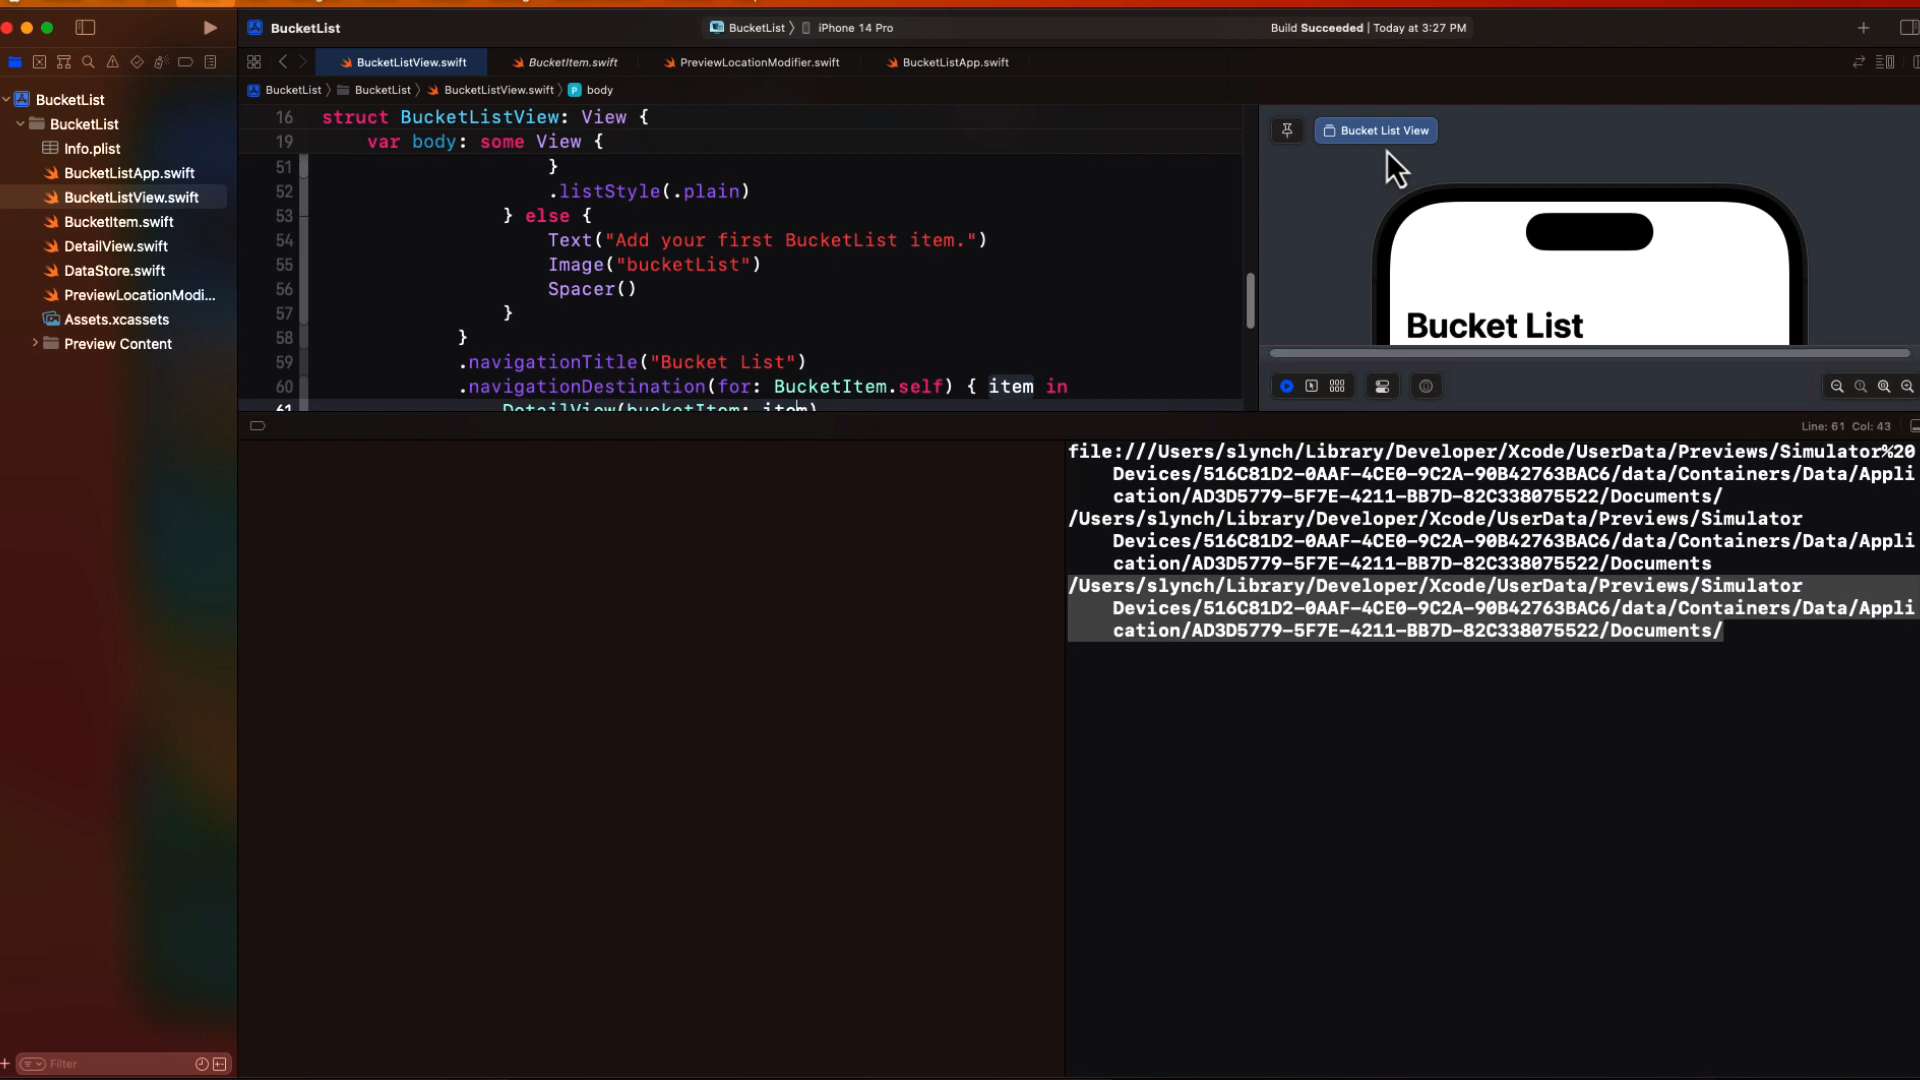 BucketList
BucketList 〉 iPhone 14 Pro
Build Succeeded | Today at 3:27 PM
BucketListView.swift
BucketItem.swift
PreviewLocationModifier.swift
BucketListApp.swift
BucketList 〉 BucketList 〉 BucketListView.swift 〉 P body
BucketList
BucketList
Info.plist
BucketListApp.swift
BucketListView.swift
BucketItem.swift
DetailView.swift
DataStore.swift
PreviewLocationModi...
Assets.xcassets
Preview Content
Filter
16 struct BucketListView: View {
19 var body: some View {
51 }
52 .listStyle(.plain)
53 } else {
54 Text("Add your first BucketList item.")
55 Image("bucketList")
56 Spacer()
57 }
58 }
59 .navigationTitle("Bucket List")
60 .navigationDestination(for: BucketItem.self) { item in
61 DetailView(bucketItem: item)
Bucket List View
Bucket List
Line: 61 Col: 43
file:///Users/slynch/Library/Developer/Xcode/UserData/Previews/Simulator%20
Devices/516C81D2-0AAF-4CE0-9C2A-90B42763BAC6/data/Containers/Data/Appli
cation/AD3D5779-5F7E-4211-BB7D-82C338075522/Documents/
/Users/slynch/Library/Developer/Xcode/UserData/Previews/Simulator
Devices/516C81D2-0AAF-4CE0-9C2A-90B42763BAC6/data/Containers/Data/Appli
cation/AD3D5779-5F7E-4211-BB7D-82C338075522/Documents
/Users/slynch/Library/Developer/Xcode/UserData/Previews/Simulator
Devices/516C81D2-0AAF-4CE0-9C2A-90B42763BAC6/data/Containers/Data/Appli
cation/AD3D5779-5F7E-4211-BB7D-82C338075522/Documents/